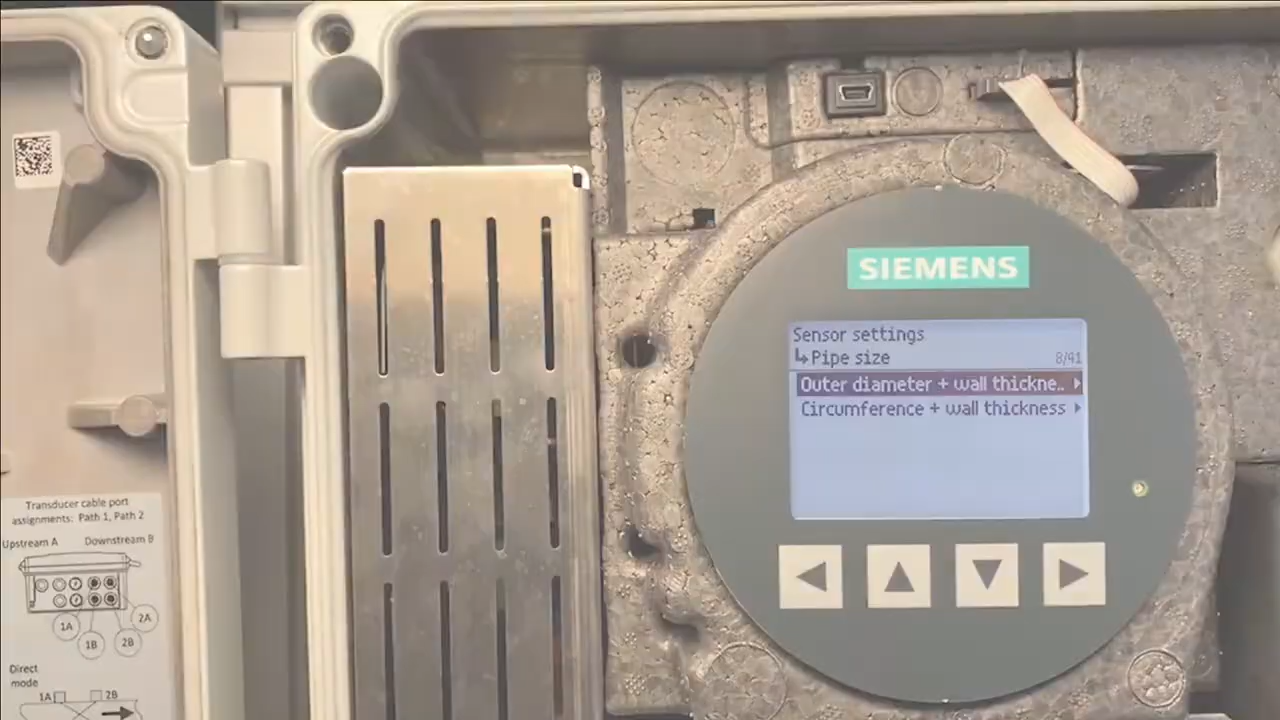 SIEMENS
Sensor settings
Pipe size 8/41
Outer diameter + wall thickne..
Circumference + wall thickness
Transducer cable port
assignments: Path 1, Path 2
Upstream A Downstream B
1A
1B
2B
2A
Direct
mode
1A 2B